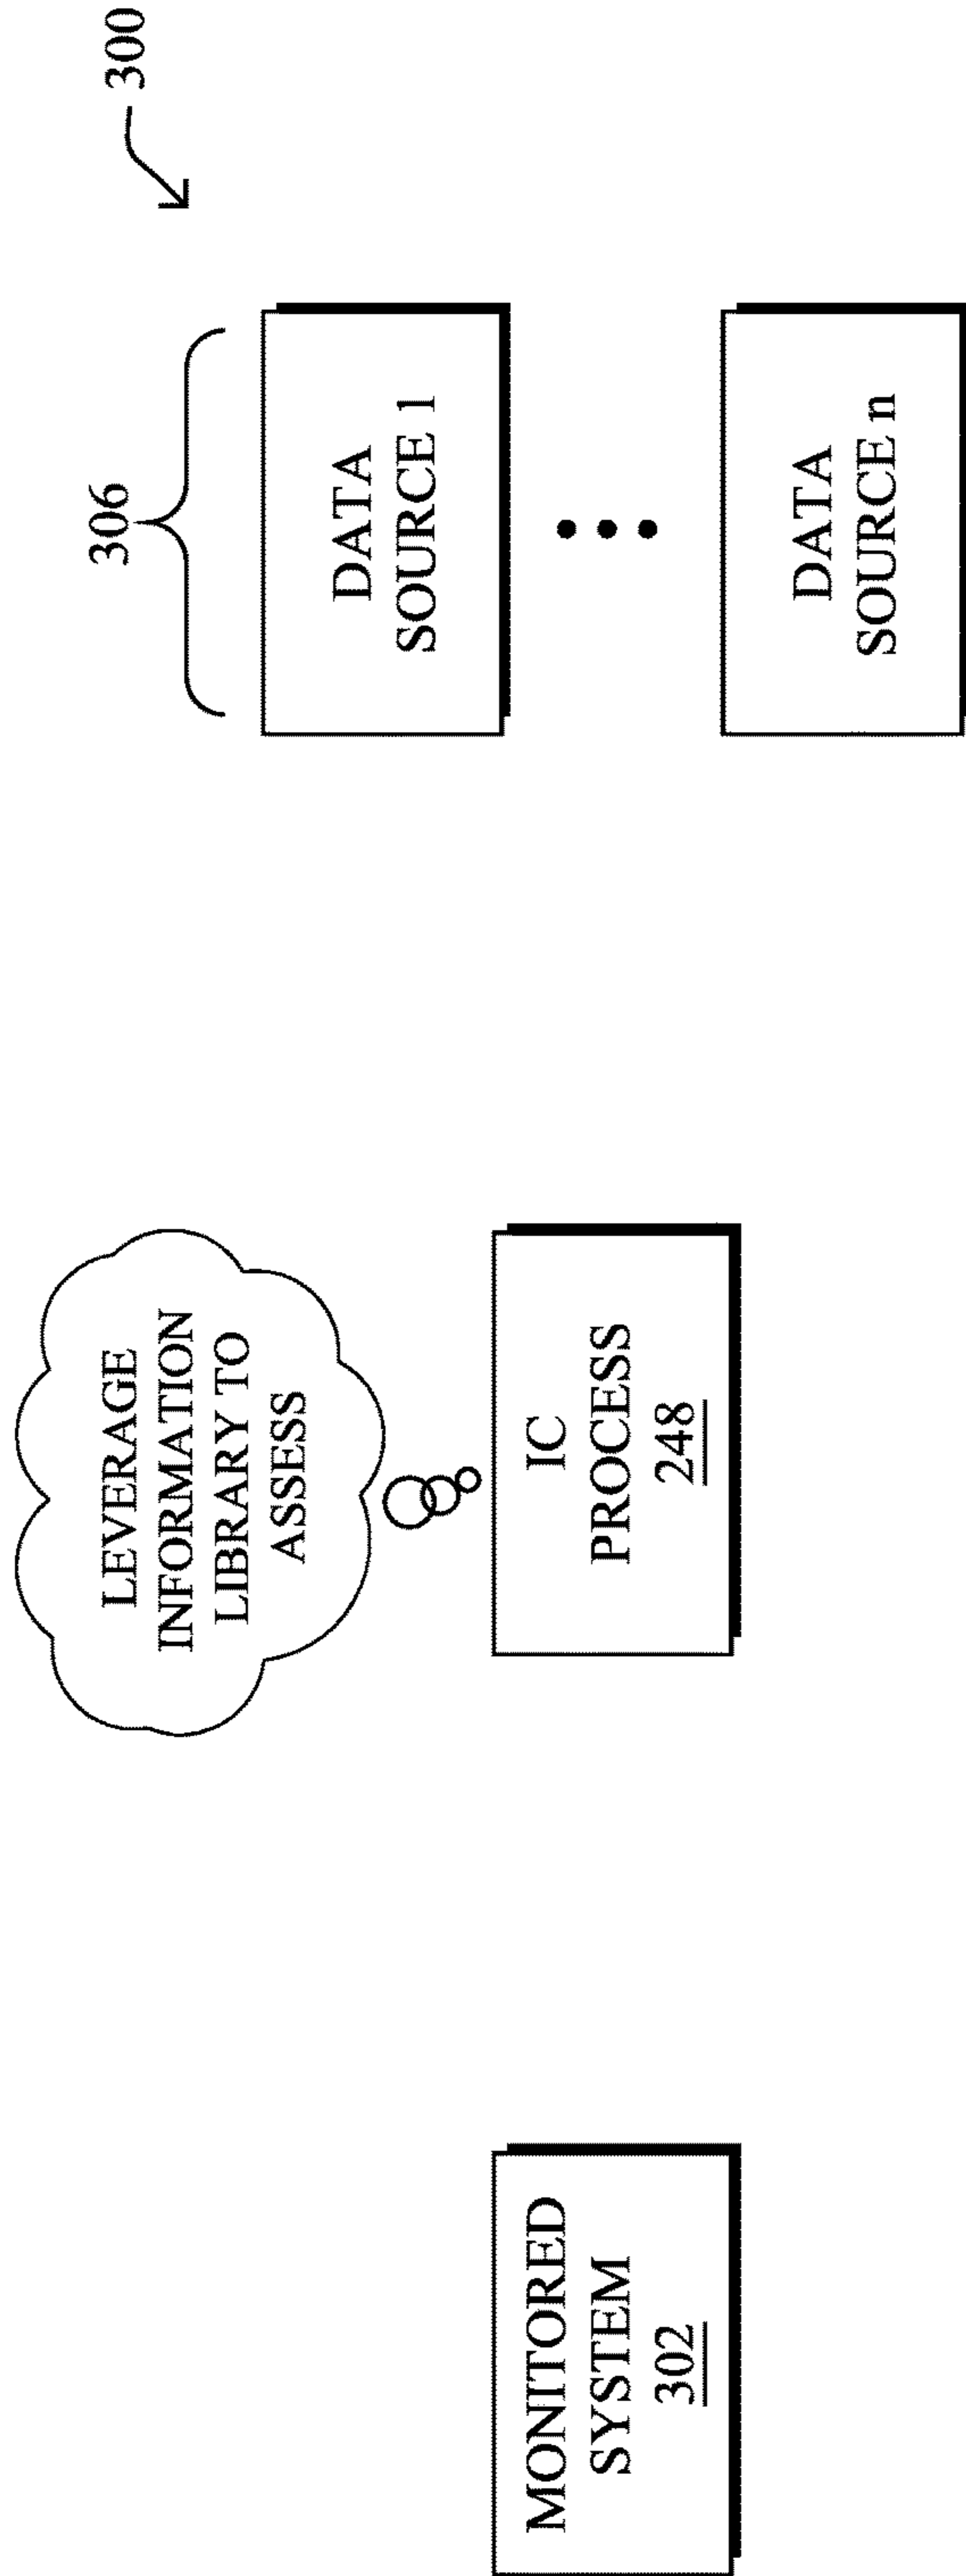 300
306
DATA
SOURCE 1
DATA
SOURCE n
LEVERAGE
INFORMATION
LIBRARY TO
ASSESS
IC
PROCESS
248
MONITORED
SYSTEM
302